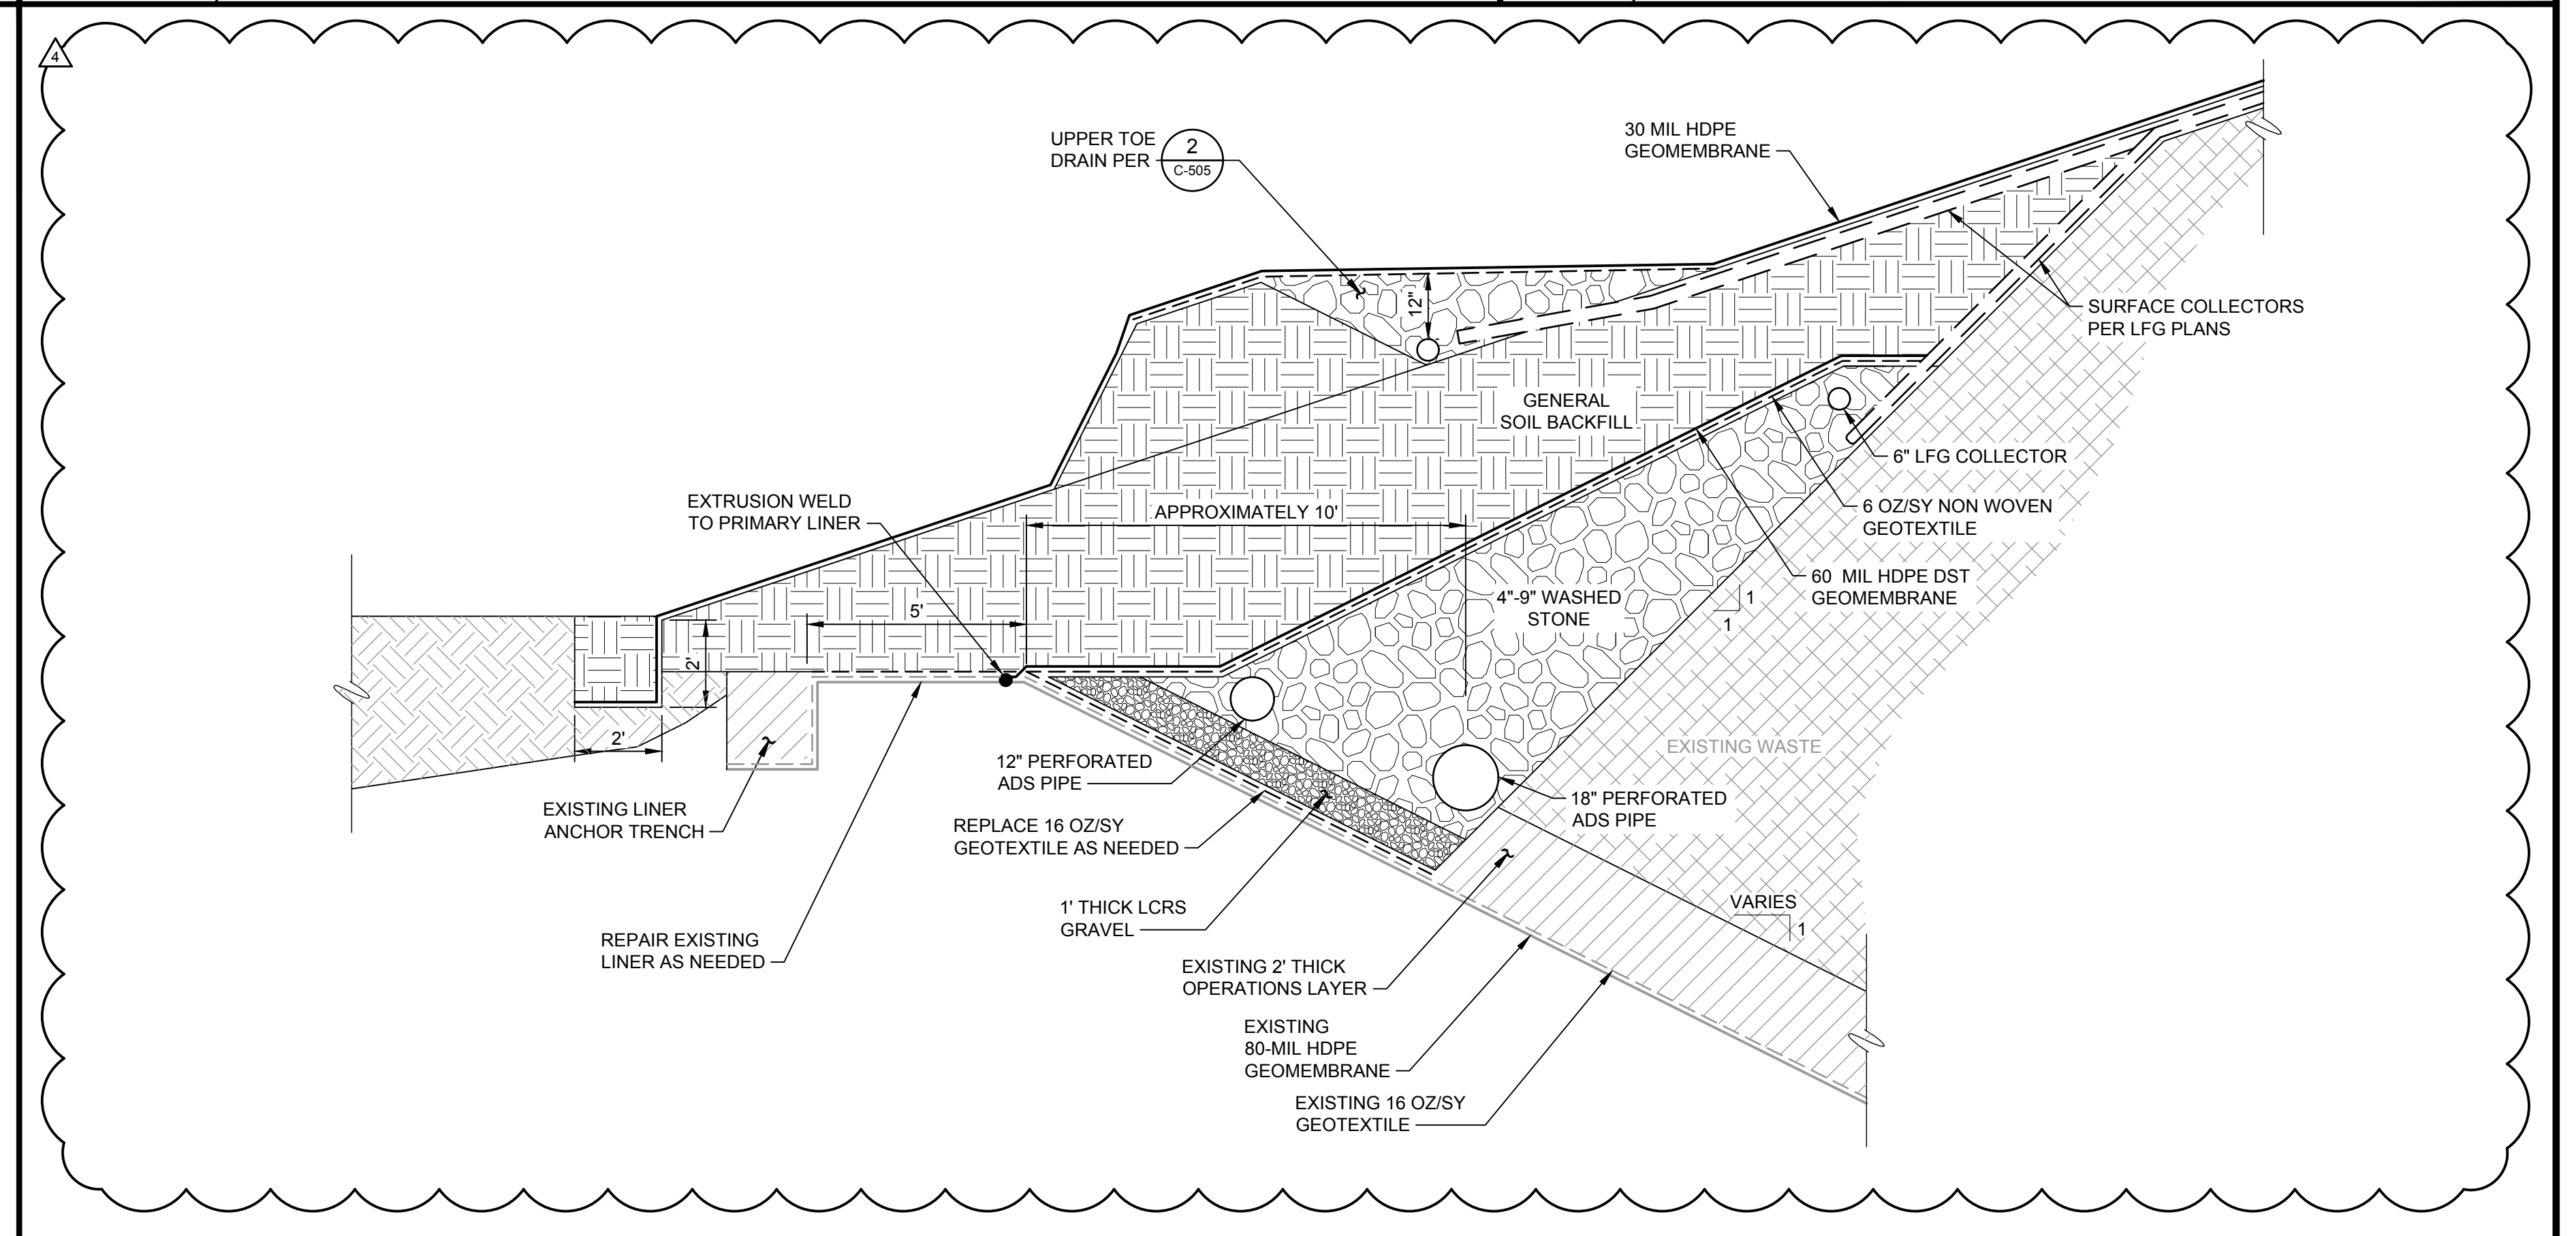 4
UPPER TOE
DRAIN PER
2
C-505
30 MIL HDPE
GEOMEMBRANE
12"
SURFACE COLLECTORS
PER LFG PLANS
GENERAL
SOIL BACKFILL
6" LFG COLLECTOR
EXTRUSION WELD
TO PRIMARY LINER
APPROXIMATELY 10'
6 OZ/SY NON WOVEN
GEOTEXTILE
60 MIL HDPE DST
GEOMEMBRANE
4"-9" WASHED
STONE
1
1
5'
2'
2'
EXISTING WASTE
12" PERFORATED
ADS PIPE
18" PERFORATED
ADS PIPE
EXISTING LINER
ANCHOR TRENCH
REPLACE 16 OZ/SY
GEOTEXTILE AS NEEDED
1' THICK LCRS
GRAVEL
VARIES
1
REPAIR EXISTING
LINER AS NEEDED
EXISTING 2' THICK
OPERATIONS LAYER
EXISTING
80-MIL HDPE
GEOMEMBRANE
EXISTING 16 OZ/SY
GEOTEXTILE